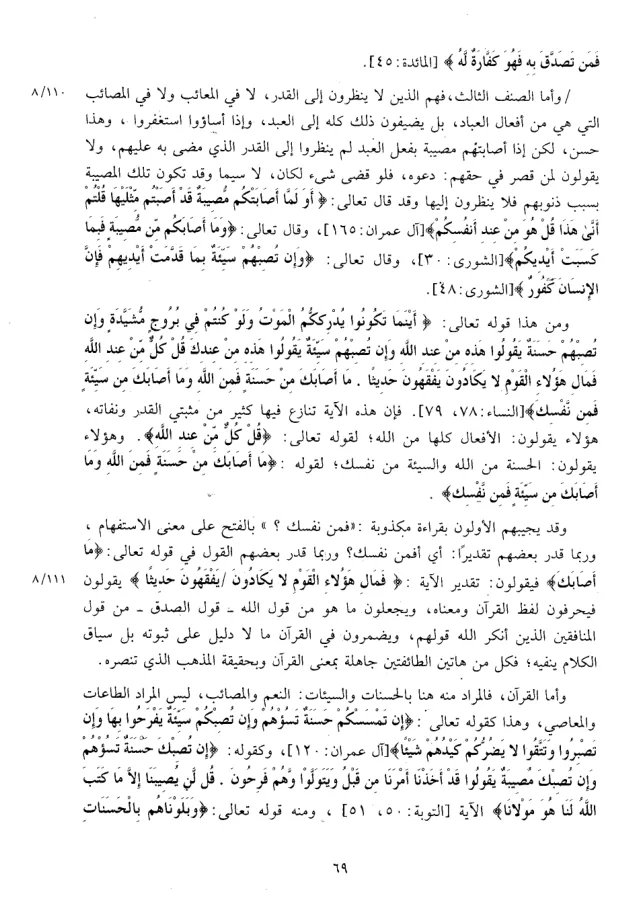 فَمَن تَصَدَّقَ بِهِ فَهُوَ كَفَّارَةٌ لَّهُ ﴾ [المائدة: ٤٥].
٨/١١٠ / وأما الصنف الثالث، فهم الذين لا ينظرون إلى القدر، لا في المعائب ولا في المصائب
التي هي من أفعال العباد، بل يضيفون ذلك كله إلى العبد، وإذا أساؤوا استغفروا ، وهذا
حسن، لكن إذا أصابتهُم مصيبة بفعل العبد لم ينظروا إلى القدر الذي مضى به عليهم، ولا
يقولون لمن قصر في حقهم: دعوه، فلو قضى شىء لكان، لا سيما وقد تكون تلك المصيبة
بسبب ذنوبهم فلا ينظرون إليها وقد قال تعالى: ﴿ أَوَ لَمَّا أَصَابَتْكُم مُّصِيبَةٌ قَدْ أَصَبْتُم مِّثْلَيْهَا قُلْتُمْ
أَنَّىٰ هَذَا قُلْ هُوَ مِنْ عِندِ أَنفُسِكُمْ﴾[آل عمران: ١٦٥]، وقال تعالى: ﴿وَمَا أَصَابَكُم مِّن مُّصِيبَةٍ فَبِمَا
كَسَبَتْ أَيْدِيكُمْ﴾[الشورى: ٣٠]، وقال تعالى: ﴿وَإِن تُصِبْهُمْ سَيِّئَةٌ بِمَا قَدَّمَتْ أَيْدِيهِمْ فَإِنَّ
الإِنسَانَ كَفُورٌ ﴾[الشورى: ٤٨].
ومن هذا قوله تعالى: ﴿ أَيْنَمَا تَكُونُوا يُدْرِككُّمُ الْمَوْتُ وَلَوْ كُنتُمْ فِي بُرُوجٍ مُّشَيَّدَةٍ وَإِن
تُصِبْهُمْ حَسَنَةٌ يَقُولُوا هَذِهِ مِنْ عِندِ اللَّهِ وَإِن تُصِبْهُمْ سَيِّئَةٌ يَقُولُوا هَذِهِ مِنْ عِندِكَ قُلْ كُلٌّ مِّنْ عِندِ اللَّهِ
فَمَالِ هَؤُلاءِ الْقَوْمِ لا يَكَادُونَ يَفْقَهُونَ حَدِيثًا . مَا أَصَابَكَ مِنْ حَسَنَةٍ فَمِنَ اللَّهِ وَمَا أَصَابَكَ مِن سَيِّئَةٍ
فَمِن نَّفْسِكَ﴾[النساء: ٧٨، ٧٩]. فإن هذه الآية تنازع فيها كثير من مثبتي القدر ونفاته،
هؤلاء يقولون: الأفعال كلها من الله؛ لقوله تعالى: ﴿قُلْ كُلٌّ مِّنْ عِندِ اللَّهِ﴾. وهؤلاء
يقولون: الحسنة من الله والسيئة من نفسك؛ لقوله :﴿مَا أَصَابَكَ مِنْ حَسَنَةٍ فَمِنَ اللَّهِ وَمَا
أَصَابَكَ مِن سَيِّئَةٍ فَمِن نَّفْسِكَ﴾ .
وقد يجيبهم الأولون بقراءة مكذوبة :«فمن نفسك ؟ » بالفتح على معنى الاستفهام ،
وربما قدر بعضهم تقديرًا: أي أفمن نفسك؟ وربما قدر بعضهم القول في قوله تعالى: ﴿مَا
٨/١١١ أَصَابَكَ﴾ فيقولون: تقدير الآية :﴿ فَمَالِ هَؤُلاءِ الْقَوْمِ لا يَكَادُونَ /يَفْقَهُونَ حَدِيثًا ﴾ يقولون
فيحرفون لفظ القرآن ومعناه، ويجعلون ما هو من قول الله ـ قول الصدق ـ من قول
المنافقين الذين أنكر الله قولهم، ويضمرون في القرآن ما لا دليل على ثبوته بل سياق
الكلام ينفيه؛ فكل من هاتين الطائفتين جاهلة بمعنى القرآن وبحقيقة المذهب الذي تنصره.
وأما القرآن، فالمراد منه هنا بالحسنات والسيئات: النعم والمصائب، ليس المراد الطاعات
والمعاصي، وهذا كقوله تعالى :﴿إِن تَمْسَسْكُمْ حَسَنَةٌ تَسُؤْهُمْ وَإِن تُصِبْكُمْ سَيِّئَةٌ يَفْرَحُوا بِهَا وَإِن
تَصْبِرُوا وَتَتَّقُوا لا يَضُرُّكُمْ كَيْدُهُمْ شَيْئًا﴾[آل عمران: ١٢٠]، وكقوله: ﴿إِن تُصِبْكَ حَسَنَةٌ تَسُؤْهُمْ
وَإِن تُصِبْكَ مُصِيبَةٌ يَقُولُوا قَدْ أَخَذْنَا أَمْرَنَا مِن قَبْلُ وَيَتَوَلَّوْا وَّهُمْ فَرِحُونَ . قُل لَّن يُصِيبَنَا إِلاَّ مَا كَتَبَ
اللَّهُ لَنَا هُوَ مَوْلانَا﴾ الآية [التوبة: ٥٠، ٥١] ، ومنه قوله تعالى: ﴿وَبَلَوْنَاهُم بِالْحَسَنَاتِ
٦٩